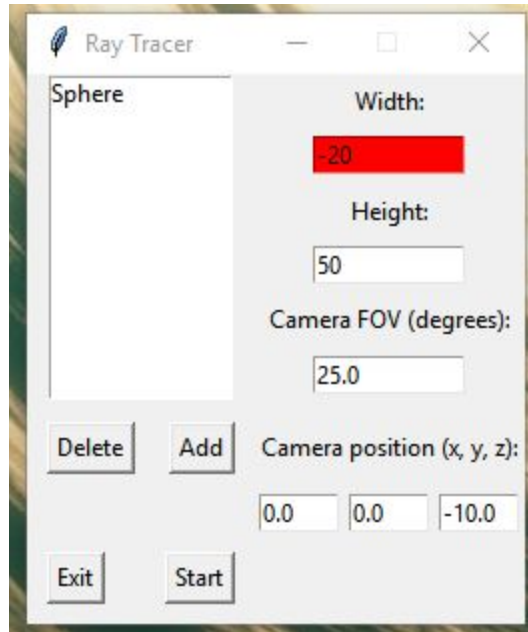 Ray Tracer
Sphere
Width:
-20
Height:
50
Camera FOV (degrees):
25.0
Delete
Add
Camera position (x, y, z):
0.0
0.0
-10.0
Exit
Start